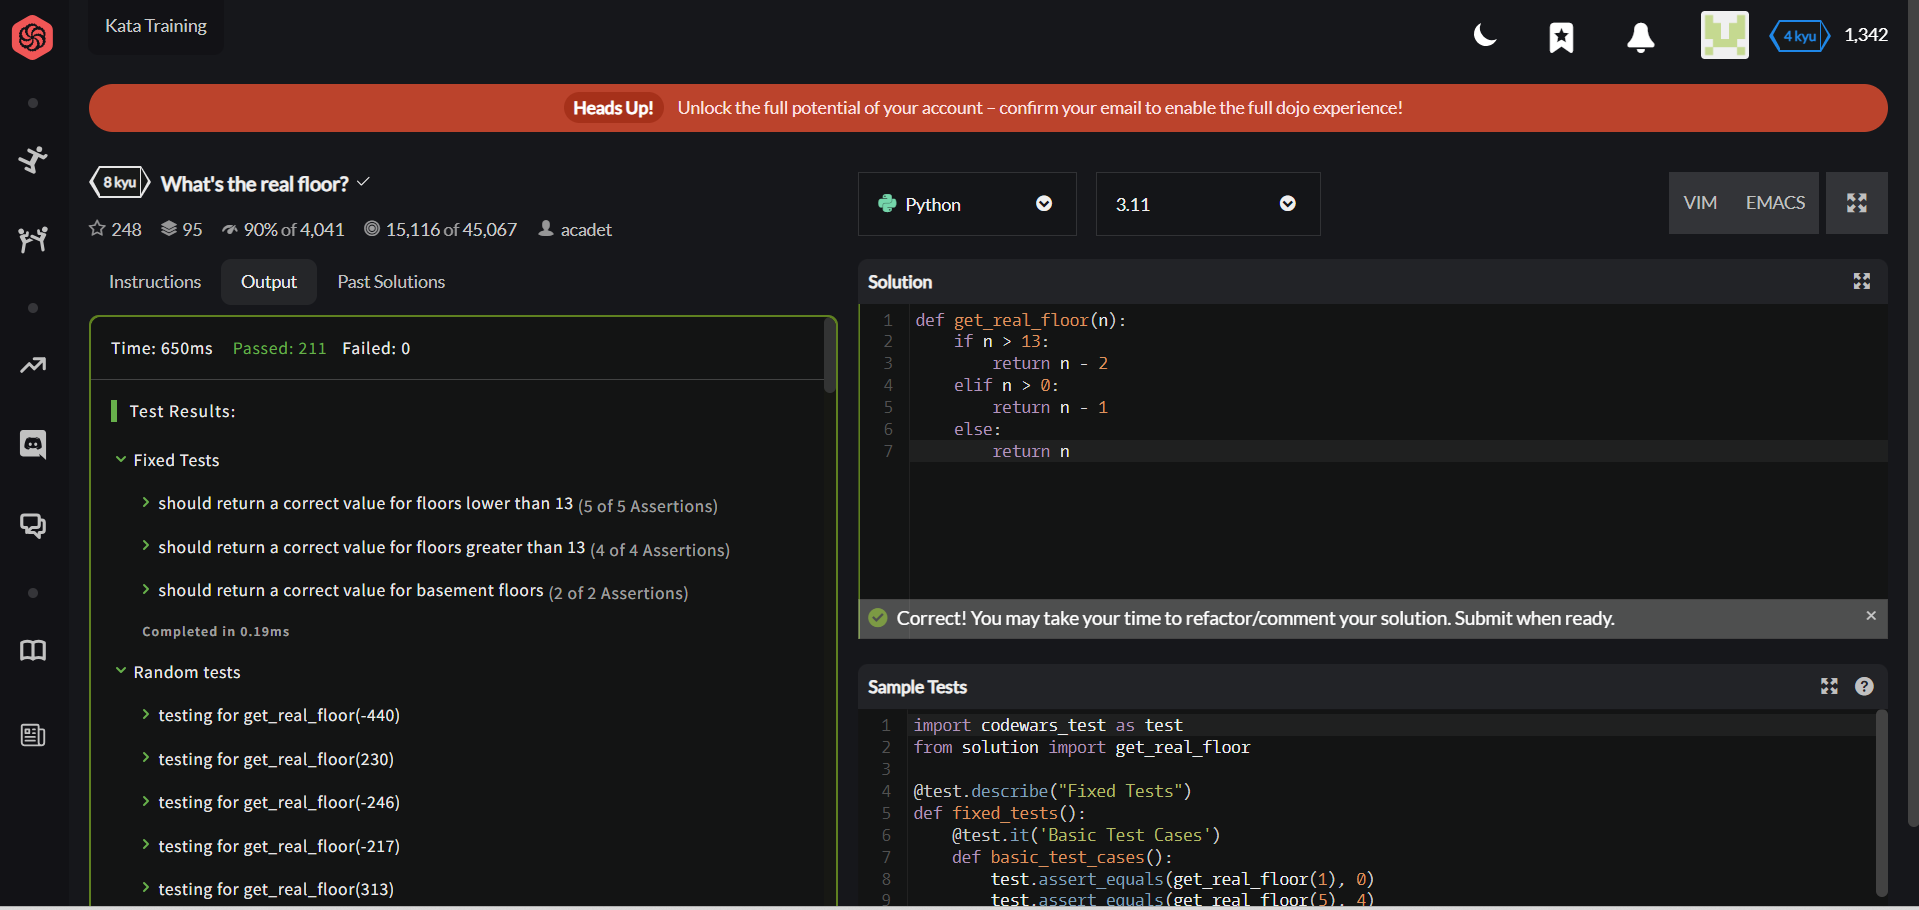 Kata Training
4 kyu
1,342
Heads Up! Unlock the full potential of your account – confirm your email to enable the full dojo experience!
8 kyu What's the real floor?
248 95 90% of 4,041 15,116 of 45,067 acadet
Python
3.11
VIM EMACS
Instructions Output Past Solutions
Time: 650ms Passed: 211 Failed: 0
Test Results:
Fixed Tests
should return a correct value for floors lower than 13 (5 of 5 Assertions)
should return a correct value for floors greater than 13 (4 of 4 Assertions)
should return a correct value for basement floors (2 of 2 Assertions)
Completed in 0.19ms
Random tests
testing for get_real_floor(-440)
testing for get_real_floor(230)
testing for get_real_floor(-246)
testing for get_real_floor(-217)
testing for get_real_floor(313)
Solution
1 def get_real_floor(n):
2 if n > 13:
3 return n - 2
4 elif n > 0:
5 return n - 1
6 else:
7 return n
Correct! You may take your time to refactor/comment your solution. Submit when ready.
Sample Tests
1 import codewars_test as test
2 from solution import get_real_floor
3
4 @test.describe("Fixed Tests")
5 def fixed_tests():
6 @test.it('Basic Test Cases')
7 def basic_test_cases():
8 test.assert_equals(get_real_floor(1), 0)
9 test.assert_equals(get_real_floor(5), 4)